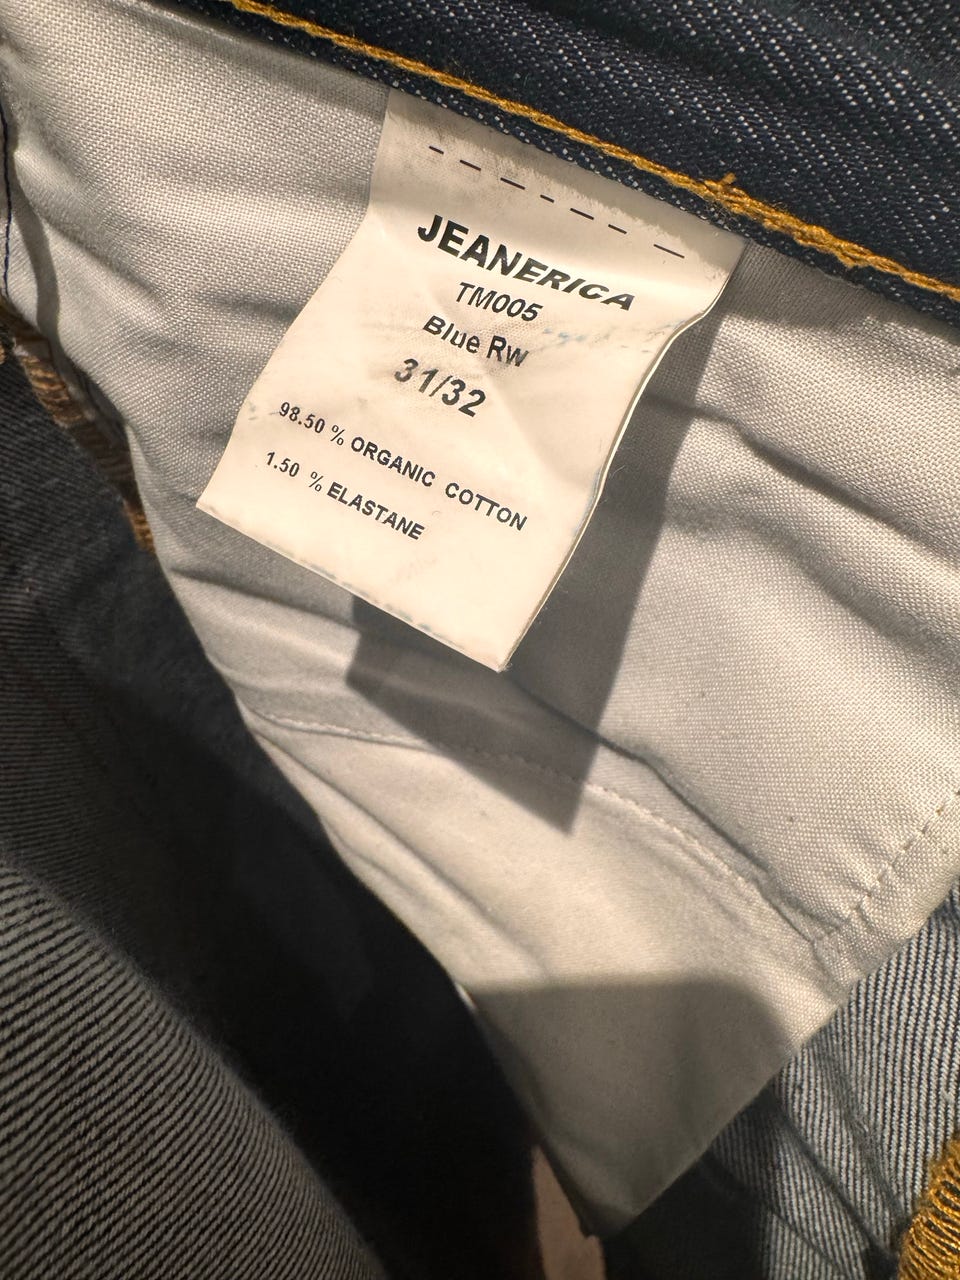 JEANERICA
TM005
Blue Rw
31/32
98.50 % ORGANIC COTTON
1.50 % ELASTANE